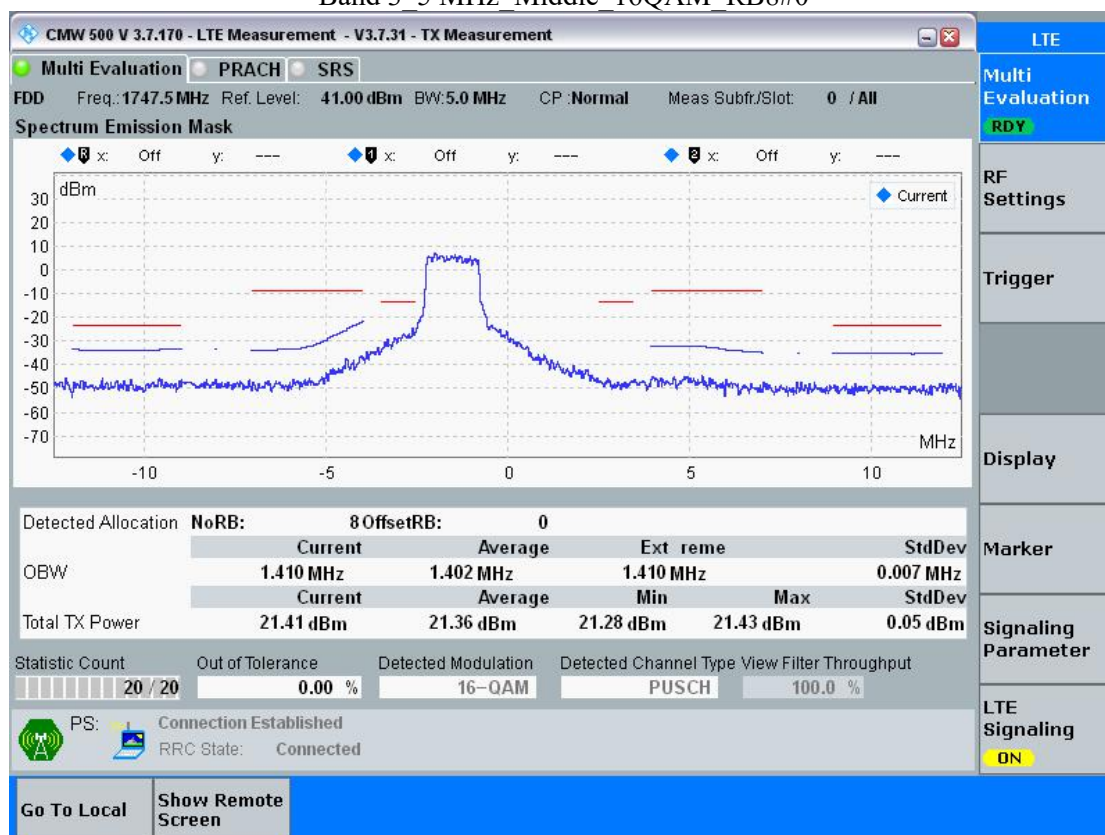 Band 3_5 MHz_Middle_16QAM_RB8#0
CMW 500 V 3.7.170 - LTE Measurement - V3.7.31 - TX Measurement
LTE
Multi Evaluation PRACH SRS
FDD Freq.:1747.5 MHz Ref. Level: 41.00 dBm BW:5.0 MHz CP :Normal Meas Subfr./Slot: 0 / All
Spectrum Emission Mask
R x: Off y: --- 1 x: Off y: --- 2 x: Off y: ---
dBm
Current
30
20
10
0
-10
-20
-30
-40
-50
-60
-70
MHz
-10 -5 0 5 10
Detected Allocation NoRB: 8 OffsetRB: 0
Current Average Ext reme StdDev
OBW 1.410 MHz 1.402 MHz 1.410 MHz 0.007 MHz
Current Average Min Max StdDev
Total TX Power 21.41 dBm 21.36 dBm 21.28 dBm 21.43 dBm 0.05 dBm
Statistic Count Out of Tolerance Detected Modulation Detected Channel Type View Filter Throughput
20 / 20 0.00 % 16-QAM PUSCH 100.0 %
PS: Connection Established
RRC State: Connected
Multi
Evaluation
RDY
RF
Settings
Trigger
Display
Marker
Signaling
Parameter
LTE
Signaling
ON
Go To Local
Show Remote
Screen